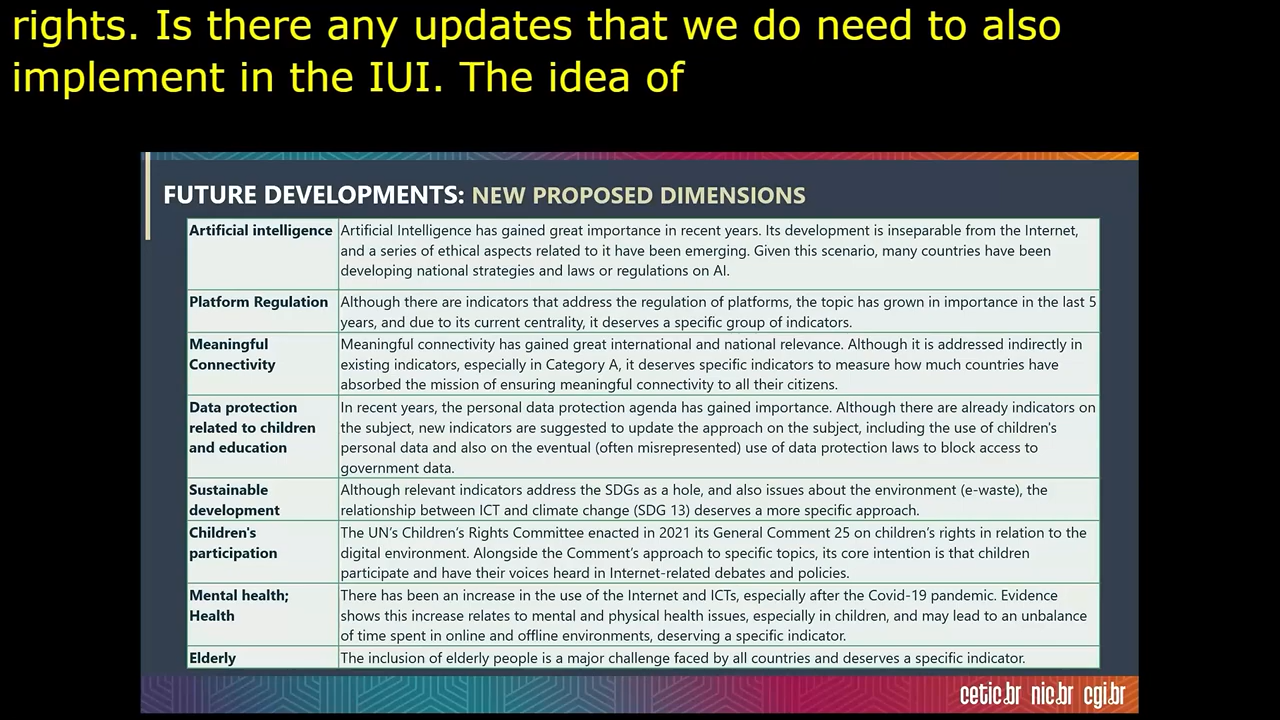 rights. Is there any updates that we do need to also
implement in the IUI. The idea of
FUTURE DEVELOPMENTS: NEW PROPOSED DIMENSIONS
Artificial intelligence
Artificial Intelligence has gained great importance in recent years. Its development is inseparable from the Internet,
and a series of ethical aspects related to it have been emerging. Given this scenario, many countries have been
developing national strategies and laws or regulations on AI.
Platform Regulation
Although there are indicators that address the regulation of platforms, the topic has grown in importance in the last 5
years, and due to its current centrality, it deserves a specific group of indicators.
Meaningful
Connectivity
Meaningful connectivity has gained great international and national relevance. Although it is addressed indirectly in
existing indicators, especially in Category A, it deserves specific indicators to measure how much countries have
absorbed the mission of ensuring meaningful connectivity to all their citizens.
Data protection
related to children
and education
In recent years, the personal data protection agenda has gained importance. Although there are already indicators on
the subject, new indicators are suggested to update the approach on the subject, including the use of children's
personal data and also on the eventual (often misrepresented) use of data protection laws to block access to
government data.
Sustainable
development
Although relevant indicators address the SDGs as a hole, and also issues about the environment (e-waste), the
relationship between ICT and climate change (SDG 13) deserves a more specific approach.
Children's
participation
The UN's Children's Rights Committee enacted in 2021 its General Comment 25 on children's rights in relation to the
digital environment. Alongside the Comment's approach to specific topics, its core intention is that children
participate and have their voices heard in Internet-related debates and policies.
Mental health;
Health
There has been an increase in the use of the Internet and ICTs, especially after the Covid-19 pandemic. Evidence
shows this increase relates to mental and physical health issues, especially in children, and may lead to an unbalance
of time spent in online and offline environments, deserving a specific indicator.
Elderly
The inclusion of elderly people is a major challenge faced by all countries and deserves a specific indicator.
cetic.br nic.br cgi.br